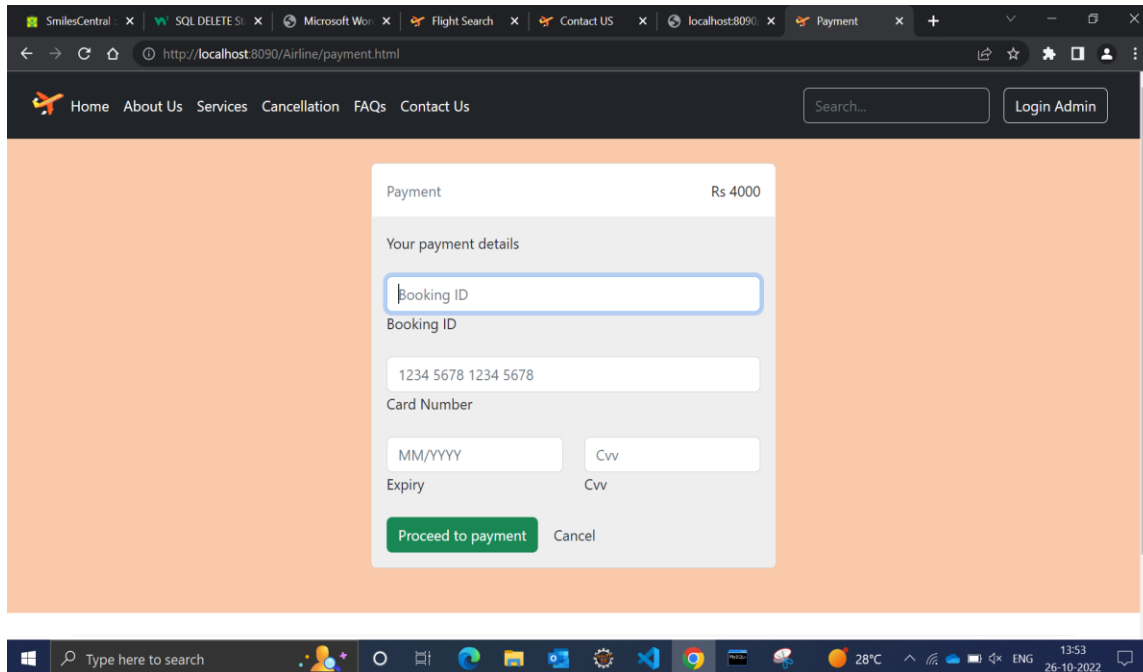 SmilesCentral : SQL DELETE St Microsoft Wor Flight Search Contact US localhost:8090 Payment
http://localhost:8090/Airline/payment.html
Home About Us Services Cancellation FAQs Contact Us Search... Login Admin
Payment Rs 4000
Your payment details
Booking ID
Booking ID
1234 5678 1234 5678
Card Number
MM/YYYY Cvv
Expiry Cvv
Proceed to payment Cancel
Type here to search 28°C ENG 13:53
26-10-2022